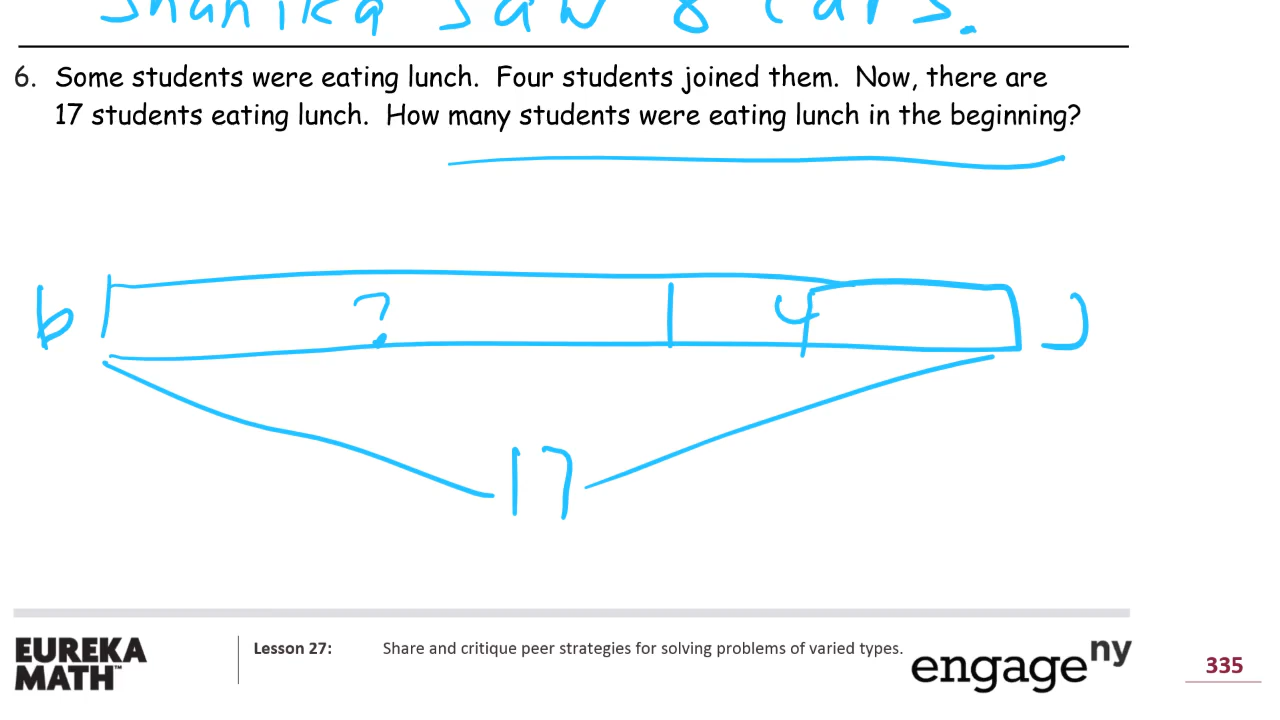 Shanika saw 8 cars.
6. Some students were eating lunch. Four students joined them. Now, there are
17 students eating lunch. How many students were eating lunch in the beginning?
b ? 4 J
17
EUREKA
MATH™
Lesson 27: Share and critique peer strategies for solving problems of varied types.
engage ny
335